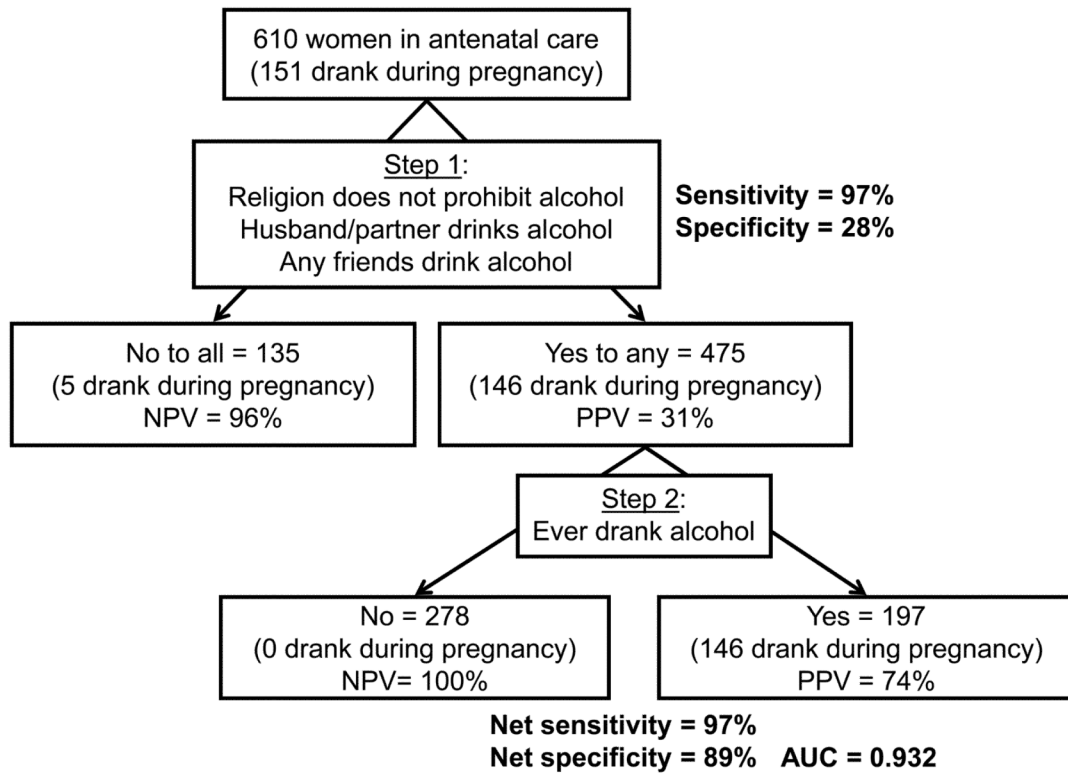 610 women in antenatal care
(151 drank during pregnancy)
Step 1:
Religion does not prohibit alcohol
Husband/partner drinks alcohol
Any friends drink alcohol
Sensitivity = 97%
Specificity = 28%
No to all = 135
(5 drank during pregnancy)
NPV = 96%
Yes to any = 475
(146 drank during pregnancy)
PPV = 31%
Step 2:
Ever drank alcohol
No = 278
(0 drank during pregnancy)
NPV= 100%
Yes = 197
(146 drank during pregnancy)
PPV = 74%
Net sensitivity = 97%
Net specificity = 89% AUC = 0.932